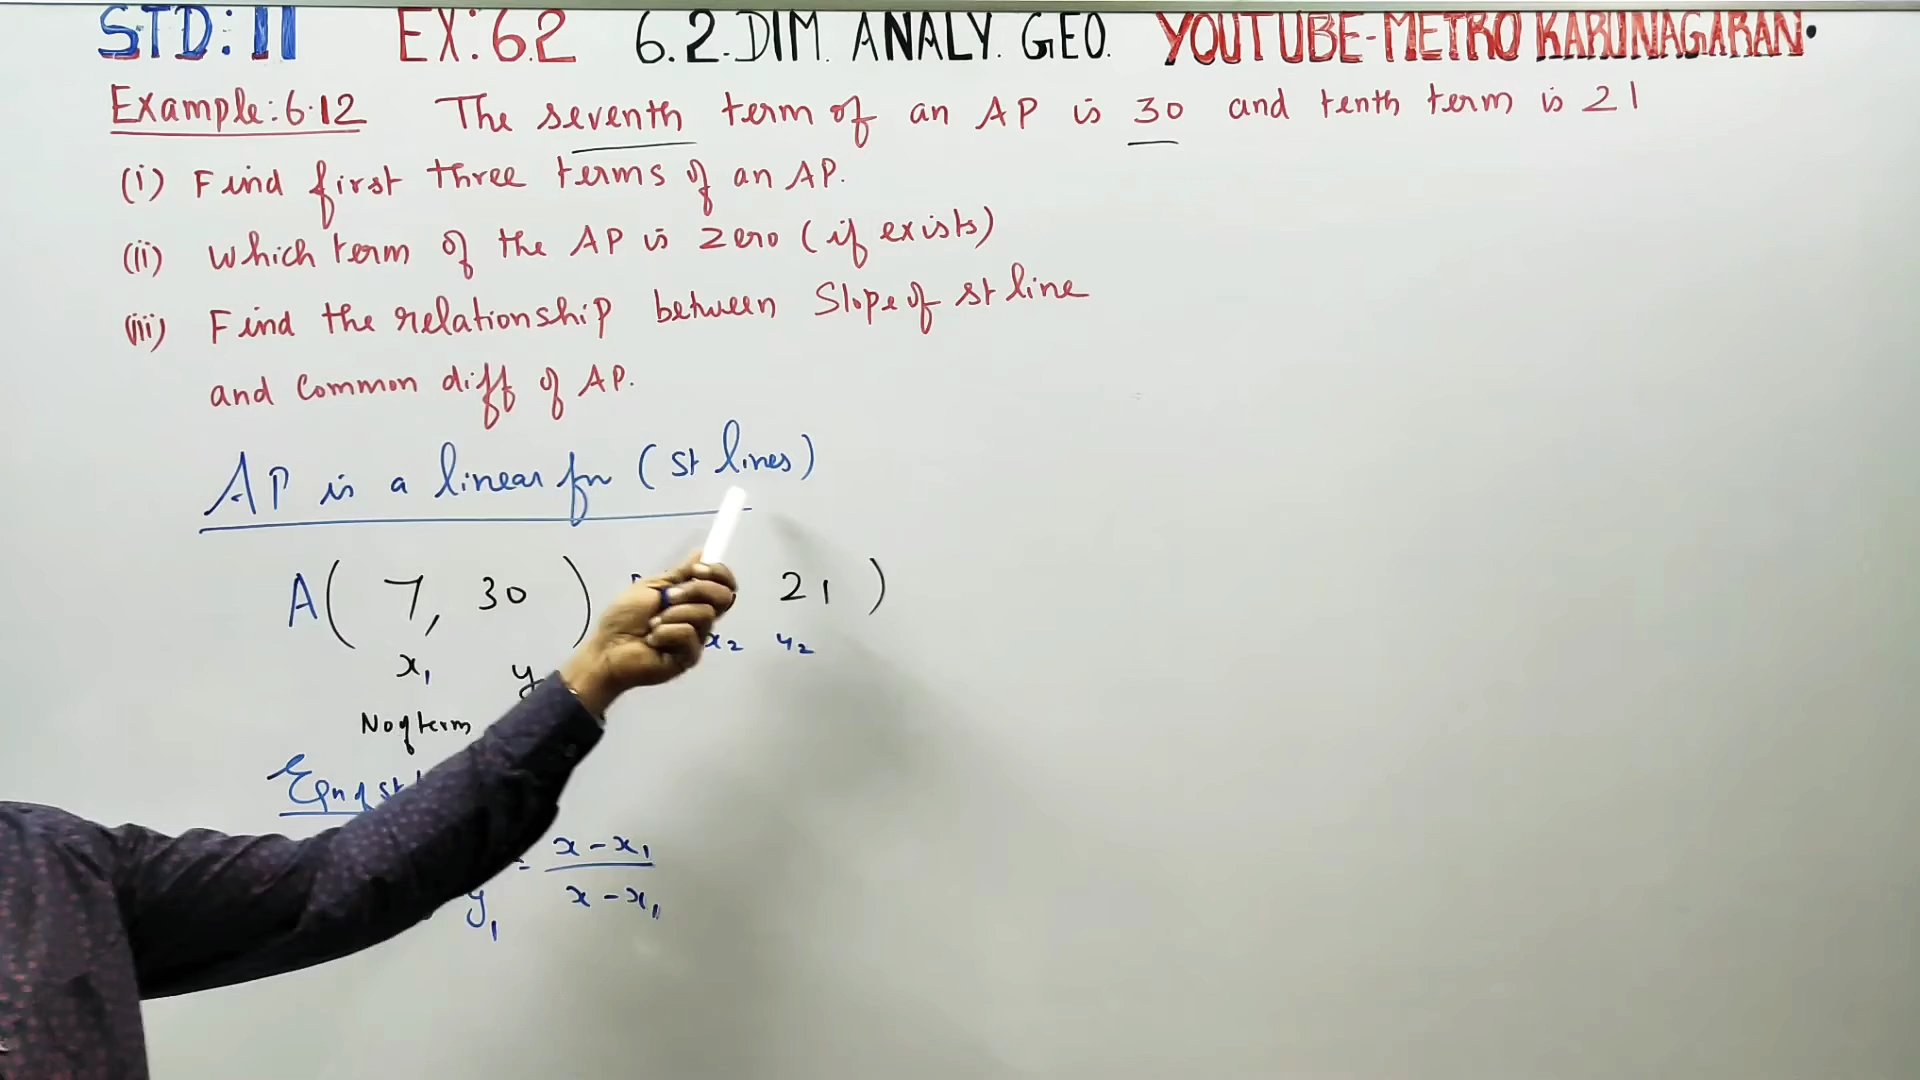 STD: 11 EX: 6.2 6. 2. DIM. ANALY. GEO. YOUTUBE-METRO KARUNAGARAN.
Example: 6.12 The seventh term of an AP is 30 and tenth term is 21
(i) Find first three terms of an AP.
(ii) Which term of the AP is zero (if exists)
(iii) Find the relationship between Slope of st line
and Common diff of AP.
AP is a linear fn (st lines)
A( 7, 30 ) 21 )
x₁ y x₂ y₂
No of term
Eqn of st
= x - x₁
y₁ x - x₁